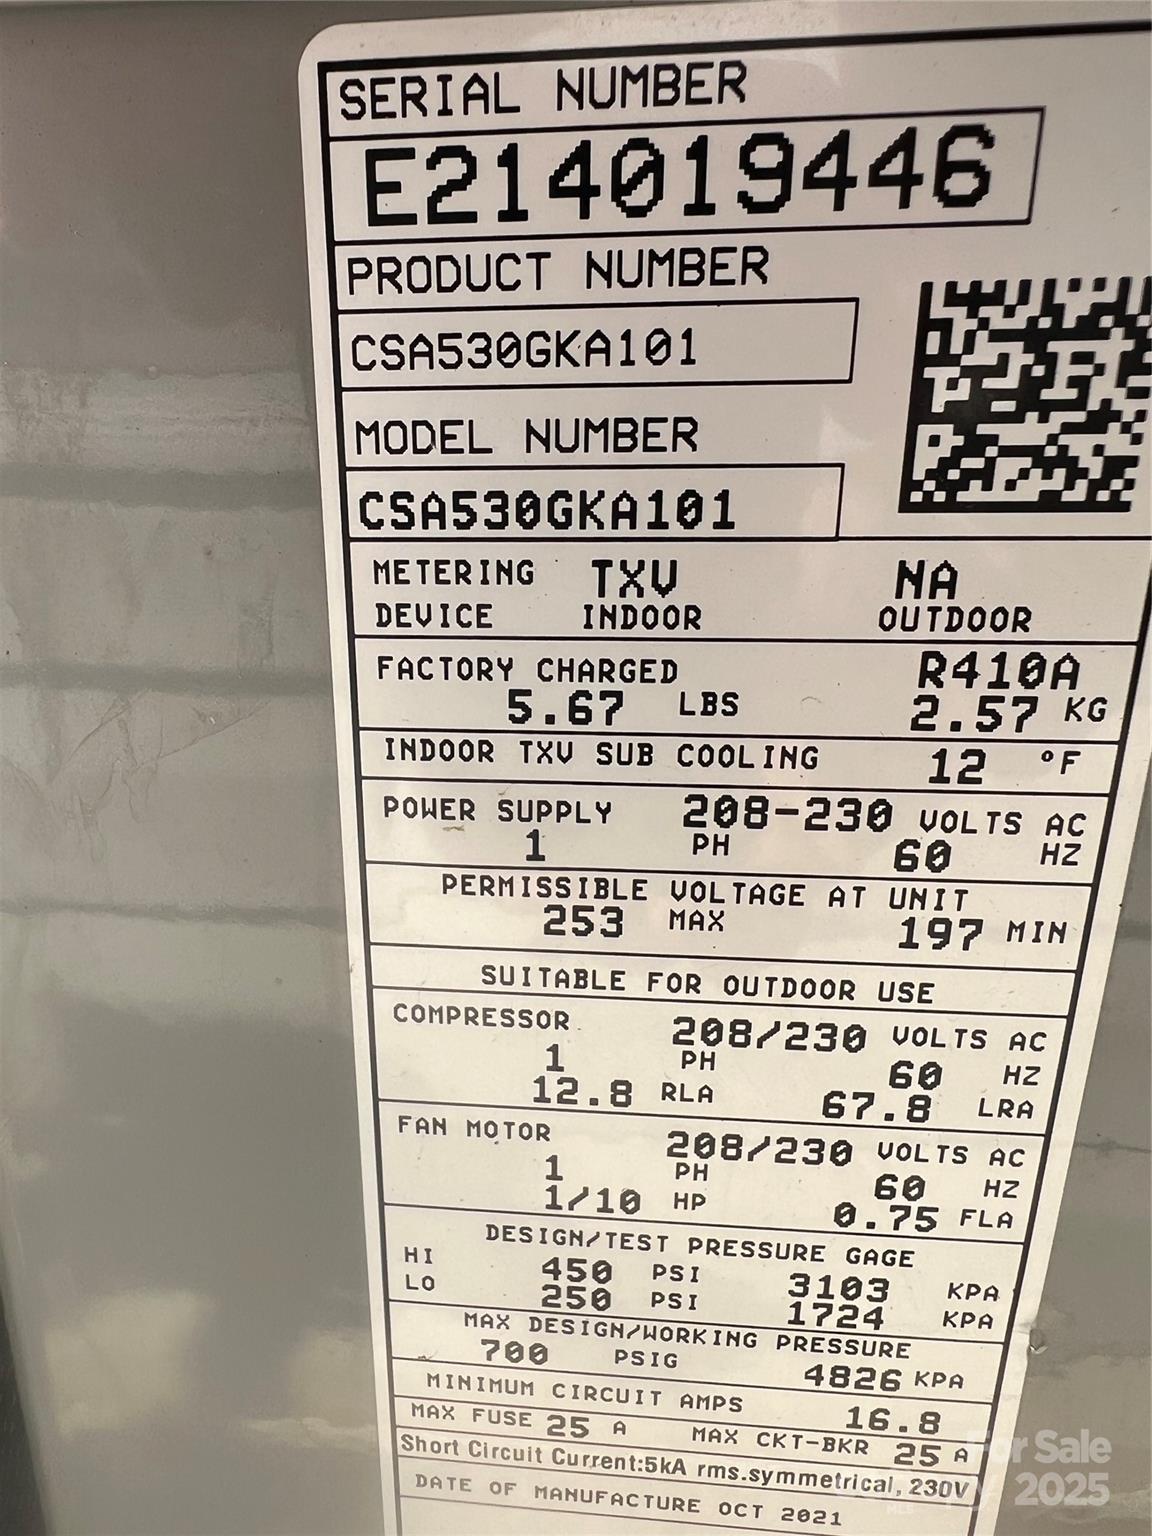 SERIAL NUMBER
E214019446
PRODUCT NUMBER
CSA530GKA101
MODEL NUMBER
CSA530GKA101
METERING TXV NA
DEVICE INDOOR OUTDOOR
FACTORY CHARGED R410A
5.67 LBS 2.57 KG
INDOOR TXV SUB COOLING 12 °F
POWER SUPPLY 208-230 VOLTS AC
1 PH 60 HZ
PERMISSIBLE VOLTAGE AT UNIT
253 MAX 197 MIN
SUITABLE FOR OUTDOOR USE
COMPRESSOR 208/230 VOLTS AC
1 PH 60 HZ
12.8 RLA 67.8 LRA
FAN MOTOR 208/230 VOLTS AC
1 PH 60 HZ
1/10 HP 0.75 FLA
DESIGN/TEST PRESSURE GAGE
HI 450 PSI 3103 KPA
LO 250 PSI 1724 KPA
MAX DESIGN/WORKING PRESSURE
700 PSIG 4826 KPA
MINIMUM CIRCUIT AMPS 16.8
MAX FUSE 25 A MAX CKT-BKR 25 A
Short Circuit Current:5kA rms.symmetrical, 230V
DATE OF MANUFACTURE OCT 2021
For Sale
2025